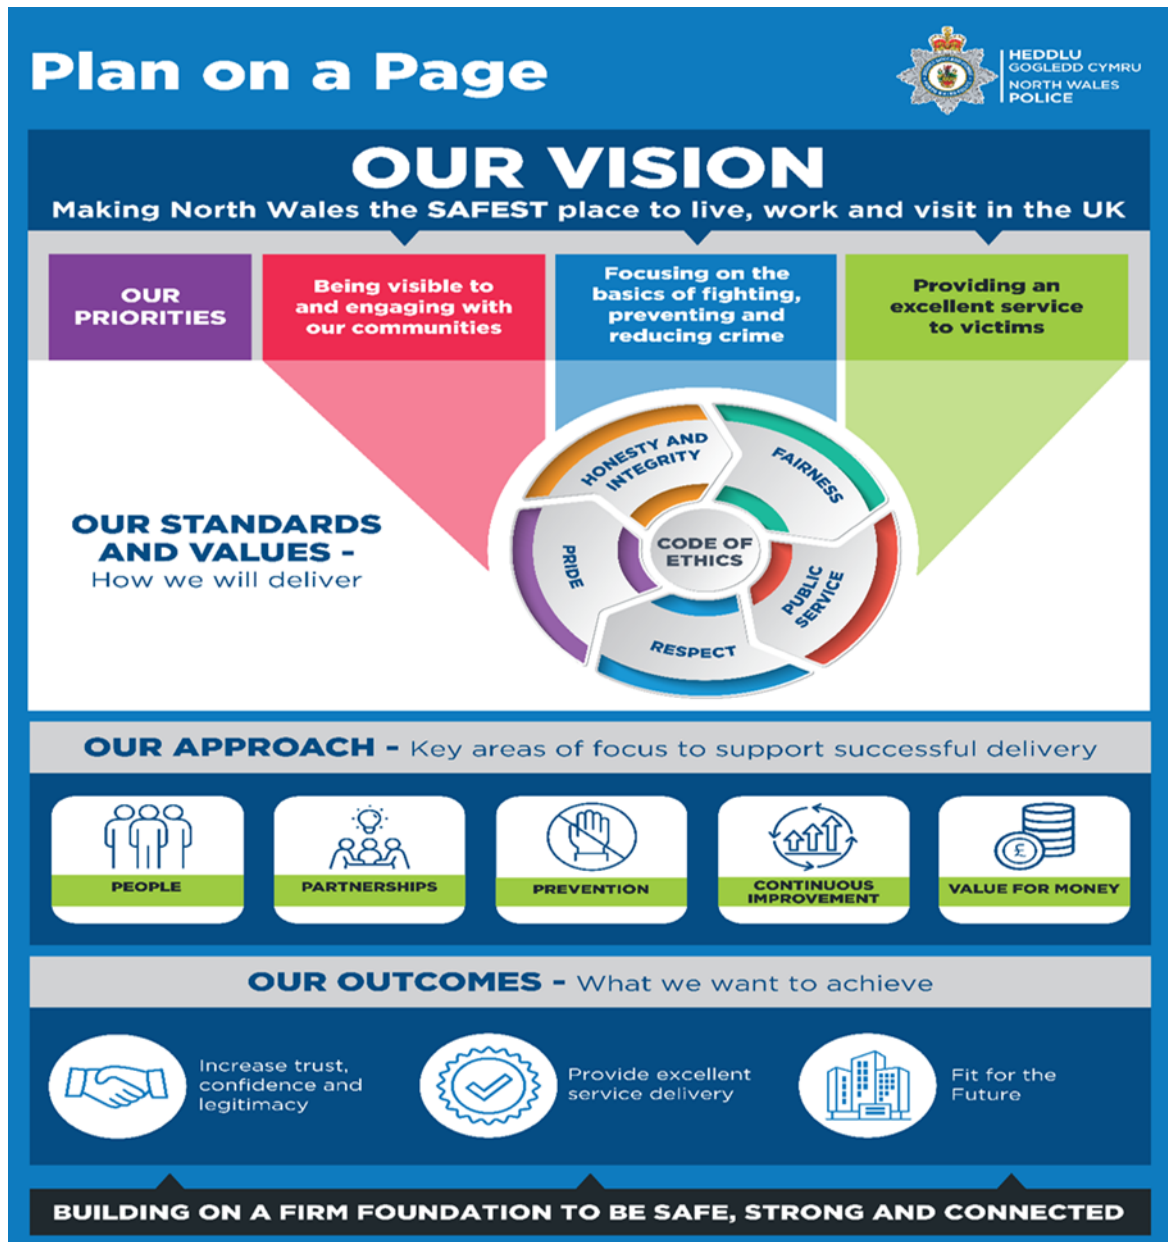 Plan on a Page
HEDDLU
GOGLEDD CYMRU
NORTH WALES
POLICE
OUR VISION
Making North Wales the SAFEST place to live, work and visit in the UK
OUR
PRIORITIES
Being visible to
and engaging with
our communities
Focusing on the
basics of fighting,
preventing and
reducing crime
Providing an
excellent service
to victims
OUR STANDARDS
AND VALUES -
How we will deliver
HONESTY AND
INTEGRITY
FAIRNESS
PUBLIC
SERVICE
RESPECT
PRIDE
CODE OF
ETHICS
OUR APPROACH - Key areas of focus to support successful delivery
PEOPLE
PARTNERSHIPS
PREVENTION
CONTINUOUS
IMPROVEMENT
£
VALUE FOR MONEY
OUR OUTCOMES - What we want to achieve
Increase trust,
confidence and
legitimacy
Provide excellent
service delivery
Fit for the
Future
BUILDING ON A FIRM FOUNDATION TO BE SAFE, STRONG AND CONNECTED